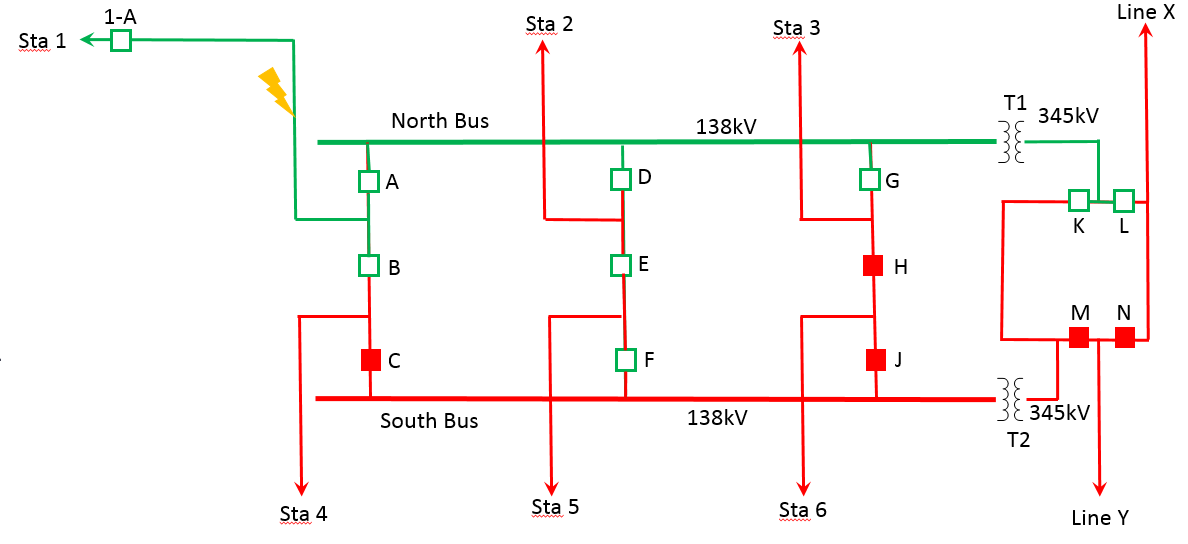 1-A
Sta 1
Sta 2
Sta 3
Line X
North Bus
138kV
T1
345kV
A
D
G
K
L
B
E
H
M
N
C
F
J
South Bus
138kV
345kV
T2
Sta 4
Sta 5
Sta 6
Line Y